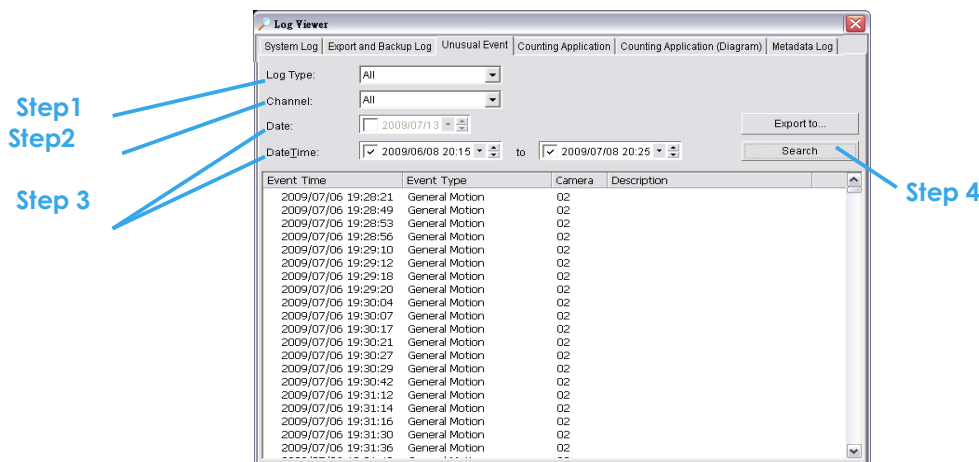 Log Viewer
System Log Export and Backup Log Unusual Event Counting Application Counting Application (Diagram) Metadata Log
Log Type: All
Step1
Channel: All
Step2
Date: 2009/07/13 Export to...
DateTime: 2009/06/08 20:15 to 2009/07/08 20:25 Search
Step 3
Step 4
Event Time Event Type Camera Description
2009/07/06 19:28:21 General Motion 02
2009/07/06 19:28:49 General Motion 02
2009/07/06 19:28:53 General Motion 02
2009/07/06 19:28:56 General Motion 02
2009/07/06 19:29:10 General Motion 02
2009/07/06 19:29:12 General Motion 02
2009/07/06 19:29:18 General Motion 02
2009/07/06 19:29:20 General Motion 02
2009/07/06 19:30:04 General Motion 02
2009/07/06 19:30:07 General Motion 02
2009/07/06 19:30:17 General Motion 02
2009/07/06 19:30:21 General Motion 02
2009/07/06 19:30:27 General Motion 02
2009/07/06 19:30:29 General Motion 02
2009/07/06 19:30:42 General Motion 02
2009/07/06 19:31:12 General Motion 02
2009/07/06 19:31:14 General Motion 02
2009/07/06 19:31:16 General Motion 02
2009/07/06 19:31:30 General Motion 02
2009/07/06 19:31:36 General Motion 02